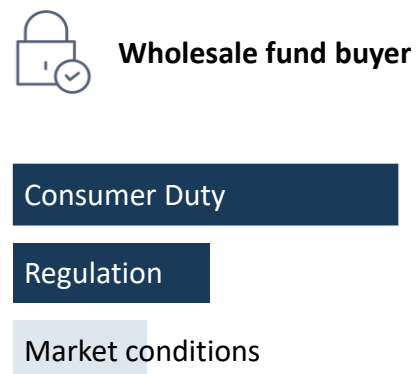 Wholesale fund buyer
Consumer Duty
Regulation
Market conditions